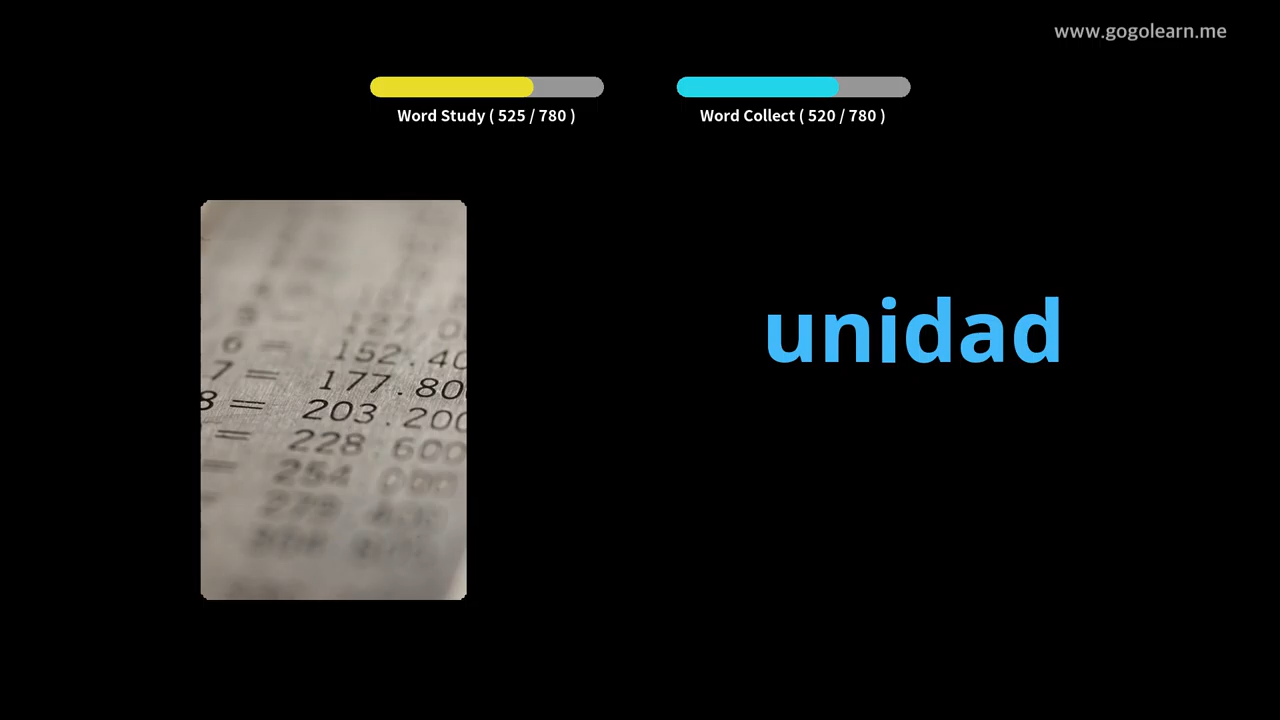 www.gogolearn.me
Word Study ( 525 / 780 )
Word Collect ( 520 / 780 )
unidad
6 = 152.40
7 = 177.80
8 = 203.200
= 228.600
= 254 000